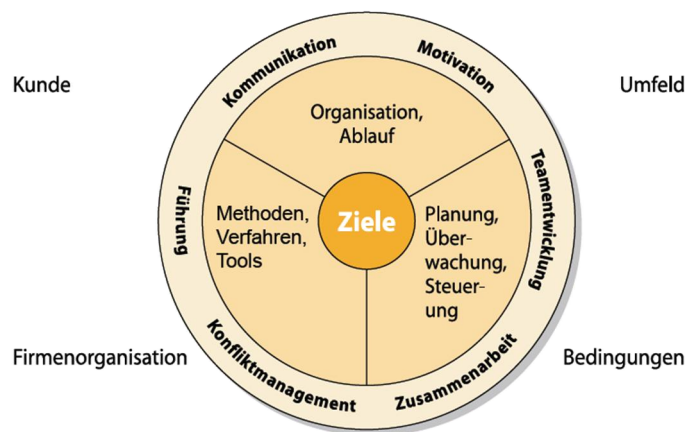 Kommunikation
Motivation
Kunde
Umfeld
Organisation,
Ablauf
Teamentwicklung
Führung
Methoden,
Verfahren,
Tools
Ziele
Planung,
Über-
wachung,
Steuer-
ung
Firmenorganisation
Bedingungen
Konfliktmanagement
Zusammenarbeit